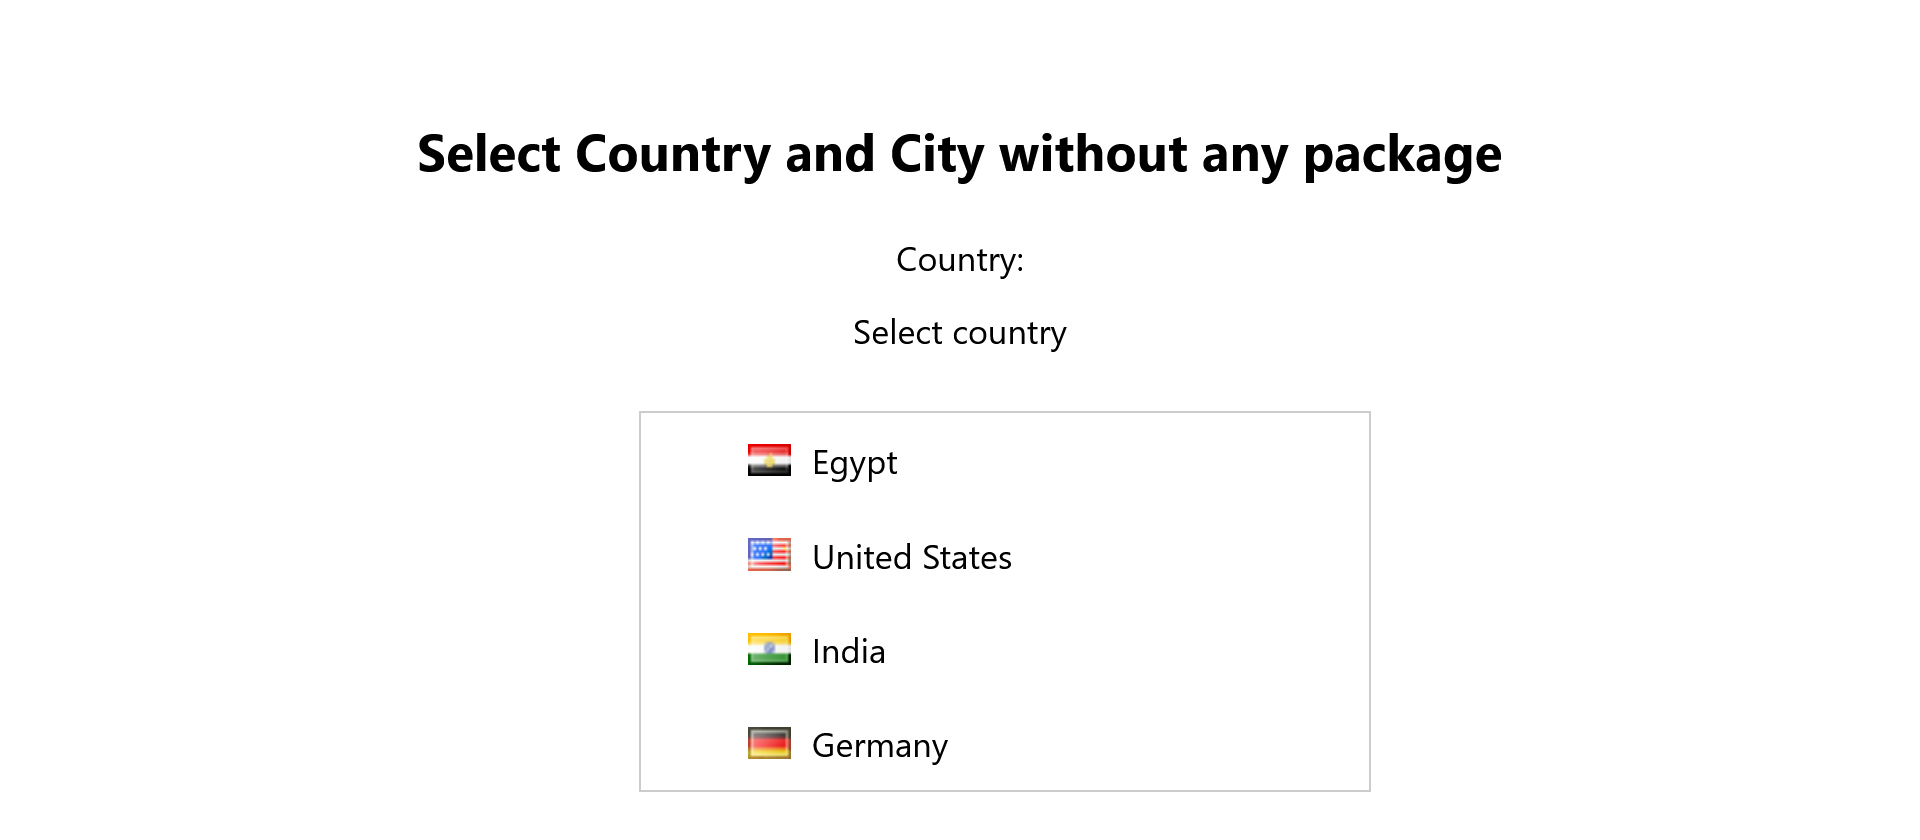 Select Country and City without any package
Country:
Select country
Egypt
United States
India
Germany